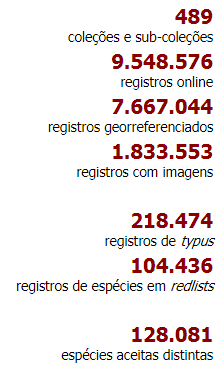 489
coleções e sub-coleções
9.548.576
registros online
7.667.044
registros georreferenciados
1.833.553
registros com imagens
218.474
registros de typus
104.436
registros de espécies em redlists
128.081
espécies aceitas distintas